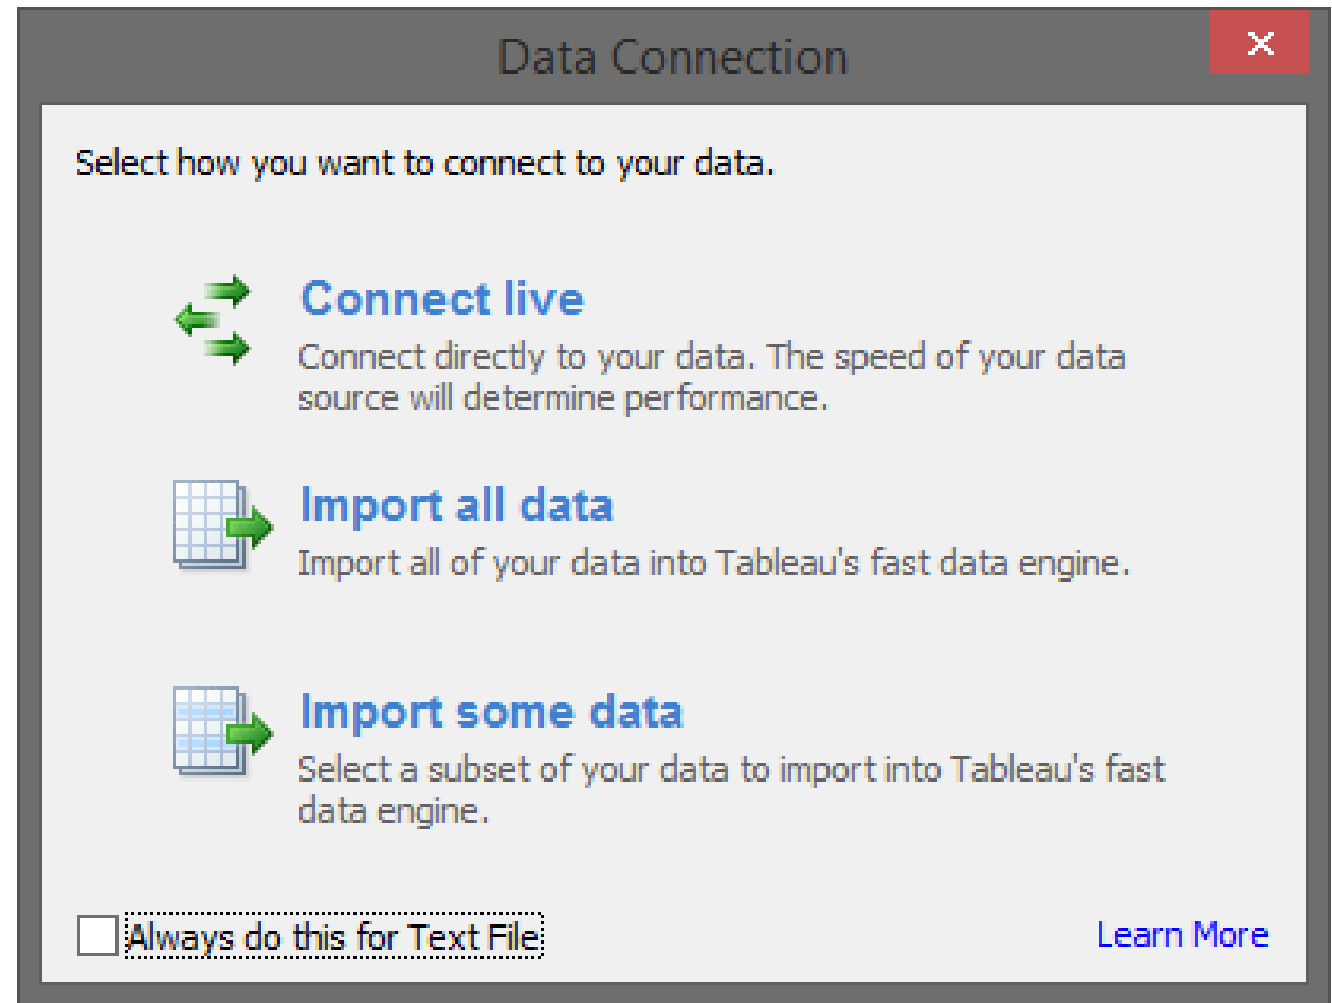 Data Connection
Select how you want to connect to your data.
Connect live
Connect directly to your data. The speed of your data
source will determine performance.
Import all data
Import all of your data into Tableau's fast data engine.
Import some data
Select a subset of your data to import into Tableau's fast
data engine.
Always do this for Text File
Learn More